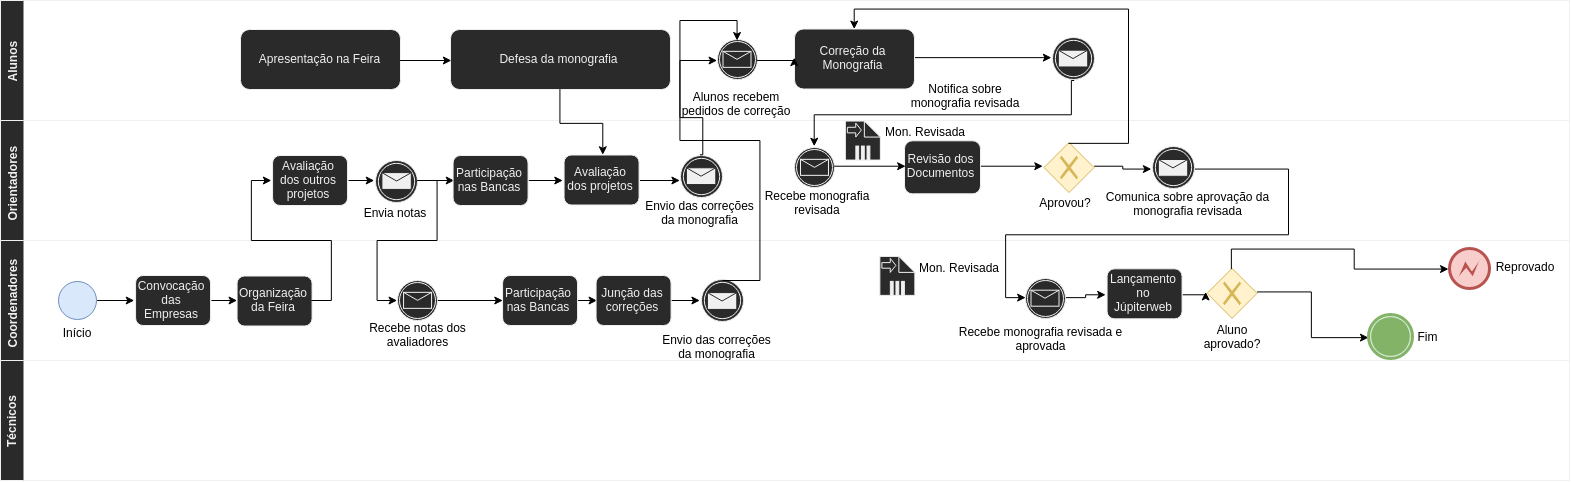 Alunos
Apresentação na Feira
Defesa da monografia
Alunos recebem
pedidos de correção
Correção da
Monografia
Notifica sobre
monografia revisada
Orientadores
Avaliação
dos outros
projetos
Envia notas
Participação
nas Bancas
Avaliação
dos projetos
Envio das correções
da monografia
Recebe monografia
revisada
Mon. Revisada
Revisão dos
Documentos
Aprovou?
Comunica sobre aprovação da
monografia revisada
Coordenadores
Início
Convocação
das
Empresas
Organização
da Feira
Recebe notas dos
avaliadores
Participação
nas Bancas
Junção das
correções
Envio das correções
da monografia
Mon. Revisada
Recebe monografia revisada e
aprovada
Lançamento
no
Júpiterweb
Aluno
aprovado?
Reprovado
Fim
Técnicos